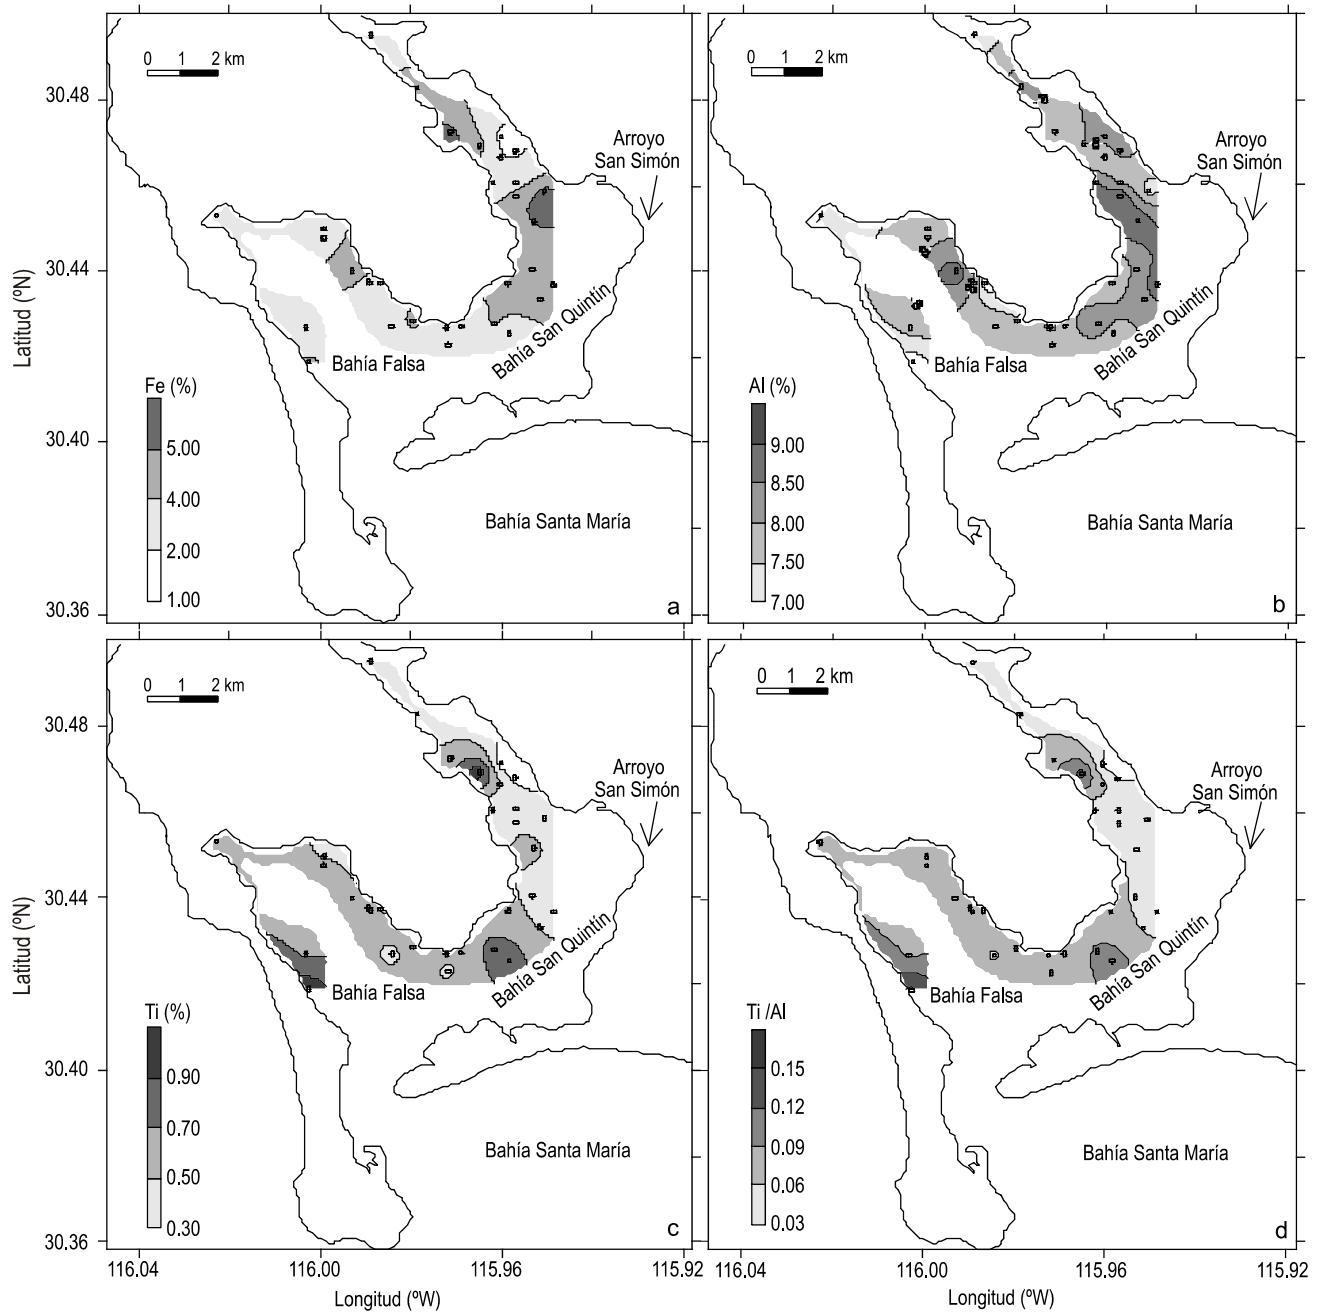 0 1 2 km
30.48
Arroyo
San Simón
30.44
Latitud (ºN)
Bahía San Quintín
Bahía Falsa
Fe (%)
5.00
4.00
2.00
1.00
30.40
Bahía Santa María
30.36
a
0 1 2 km
Arroyo
San Simón
Bahía San Quintín
Bahía Falsa
Al (%)
9.00
8.50
8.00
7.50
7.00
Bahía Santa María
b
0 1 2 km
30.48
Arroyo
San Simón
30.44
Latitud (ºN)
Bahía San Quintín
Bahía Falsa
Ti (%)
0.90
0.70
0.50
0.30
30.40
Bahía Santa María
30.36
c
116.04 116.00 115.96 115.92
Longitud (ºW)
0 1 2 km
Arroyo
San Simón
Bahía San Quintín
Bahía Falsa
Ti /Al
0.15
0.12
0.09
0.06
0.03
Bahía Santa María
d
116.04 116.00 115.96 115.92
Longitud (ºW)